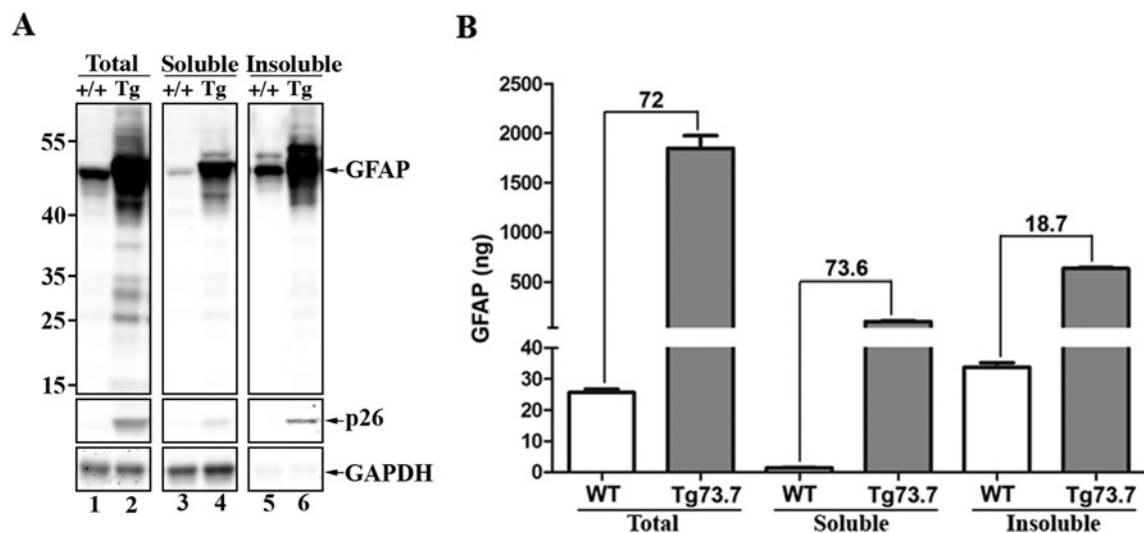 A
Total Soluble Insoluble
+/+ Tg +/+ Tg +/+ Tg
55
GFAP
40
35
25
15
p26
GAPDH
1 2 3 4 5 6
B
GFAP (ng)
2500
2000
1500
1000
500
40
30
20
10
0
72
73.6
18.7
WT Tg73.7 WT Tg73.7 WT Tg73.7
Total Soluble Insoluble